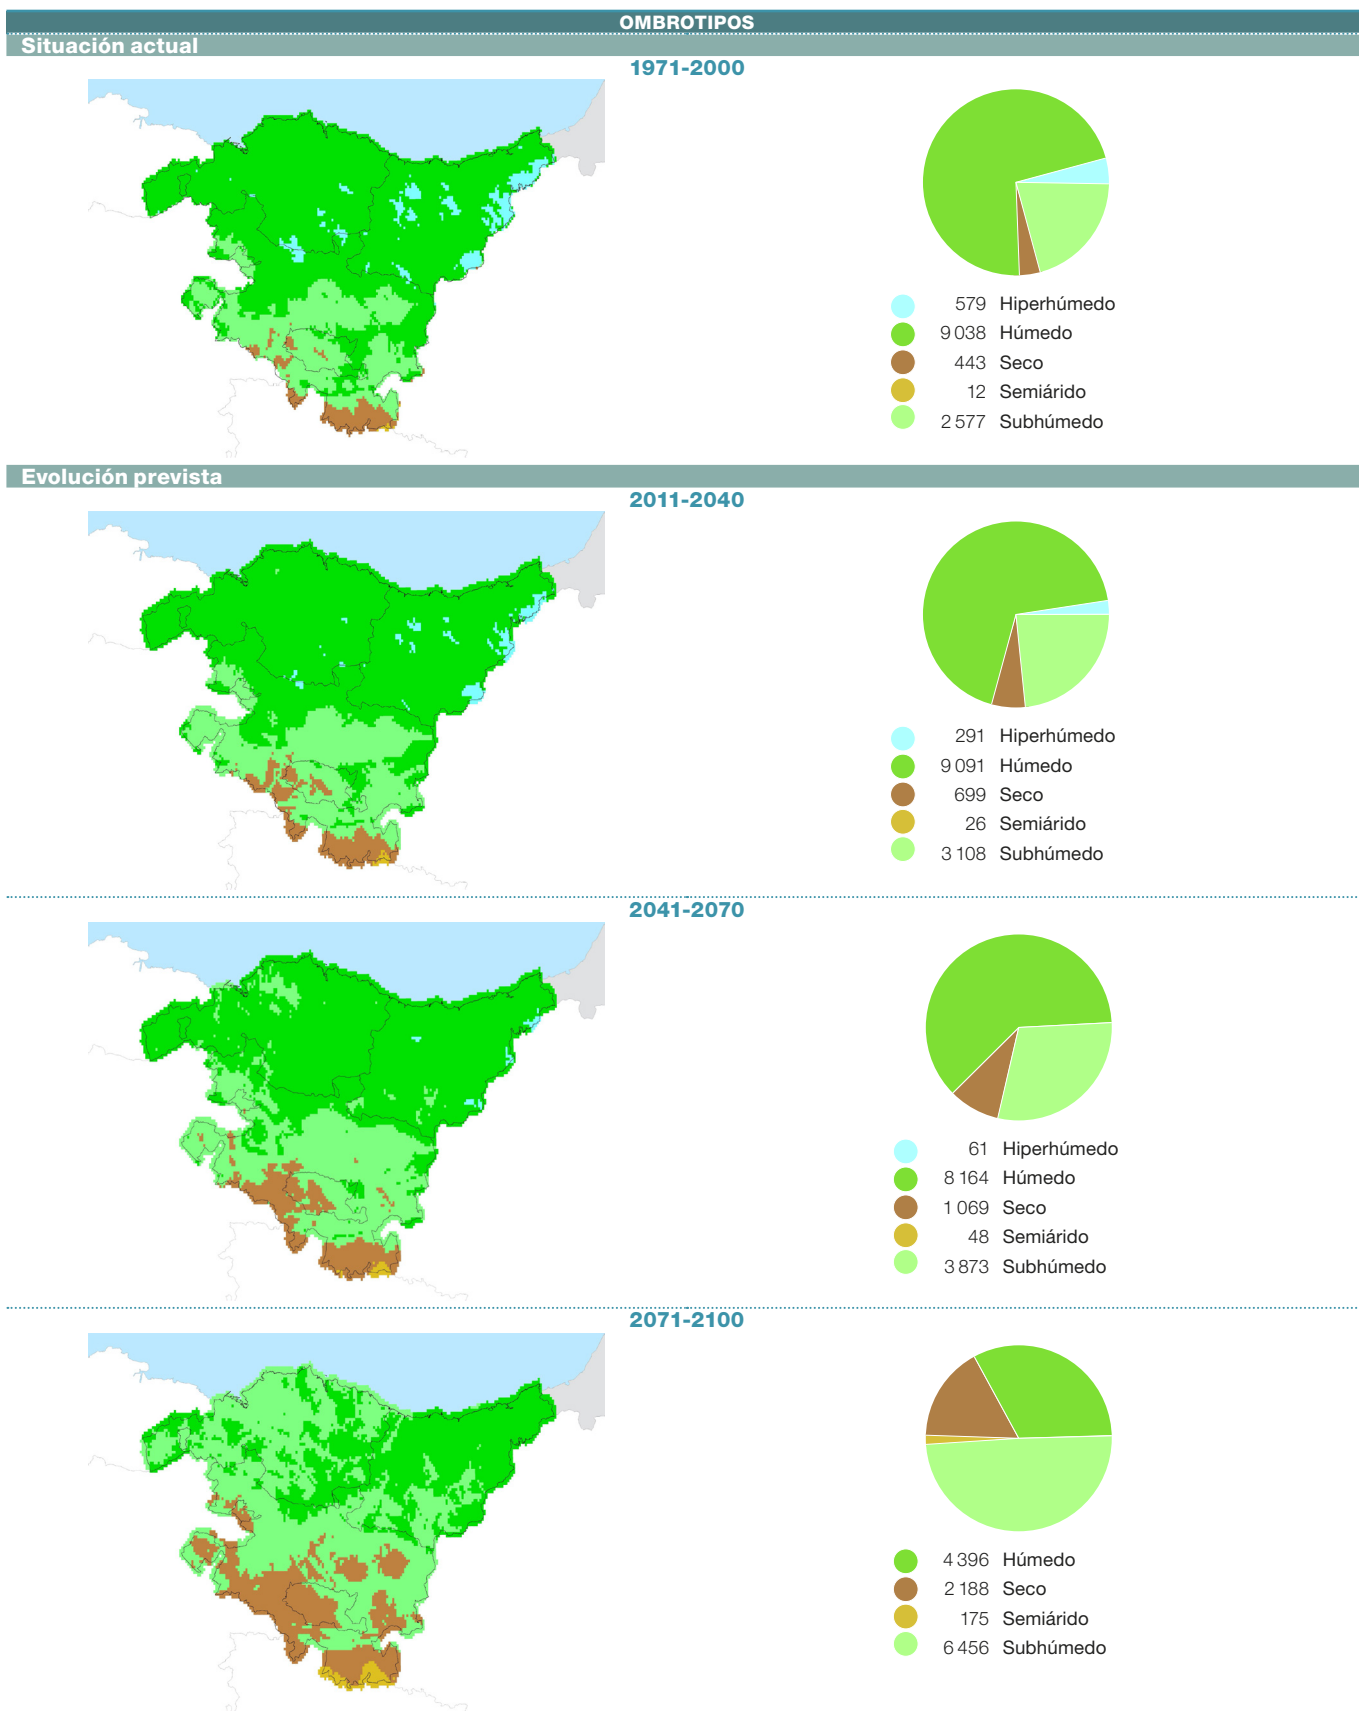 OMBROTIPOS
Situación actual
1971-2000
579 Hiperhúmedo
9 038 Húmedo
443 Seco
12 Semiárido
2 577 Subhúmedo
Evolución prevista
2011-2040
291 Hiperhúmedo
9 091 Húmedo
699 Seco
26 Semiárido
3 108 Subhúmedo
2041-2070
61 Hiperhúmedo
8 164 Húmedo
1 069 Seco
48 Semiárido
3 873 Subhúmedo
2071-2100
4 396 Húmedo
2 188 Seco
175 Semiárido
6 456 Subhúmedo